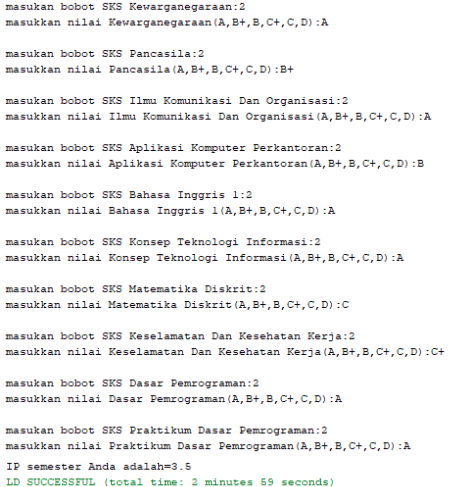 masukan bobot SKS Kewarganegaraan:2
masukkan nilai Kewarganegaraan(A,B+,B,C+,C,D):A
masukan bobot SKS Pancasila:2
masukkan nilai Pancasila(A,B+,B,C+,C,D):B+
masukan bobot SKS Ilmu Komunikasi Dan Organisasi:2
masukkan nilai Ilmu Komunikasi Dan Organisasi(A,B+,B,C+,C,D):A
masukan bobot SKS Aplikasi Komputer Perkantoran:2
masukkan nilai Aplikasi Komputer Perkantoran(A,B+,B,C+,C,D):B
masukan bobot SKS Bahasa Inggris 1:2
masukkan nilai Bahasa Inggris 1(A,B+,B,C+,C,D):A
masukan bobot SKS Konsep Teknologi Informasi:2
masukkan nilai Konsep Teknologi Informasi(A,B+,B,C+,C,D):A
masukan bobot SKS Matematika Diskrit:2
masukkan nilai Matematika Diskrit(A,B+,B,C+,C,D):C
masukan bobot SKS Keselamatan Dan Kesehatan Kerja:2
masukkan nilai Keselamatan Dan Kesehatan Kerja(A,B+,B,C+,C,D):C+
masukan bobot SKS Dasar Pemrograman:2
masukkan nilai Dasar Pemrograman(A,B+,B,C+,C,D):A
masukan bobot SKS Praktikum Dasar Pemrograman:2
masukkan nilai Praktikum Dasar Pemrograman(A,B+,B,C+,C,D):A
IP semester Anda adalah=3.5
LD SUCCESSFUL (total time: 2 minutes 59 seconds)